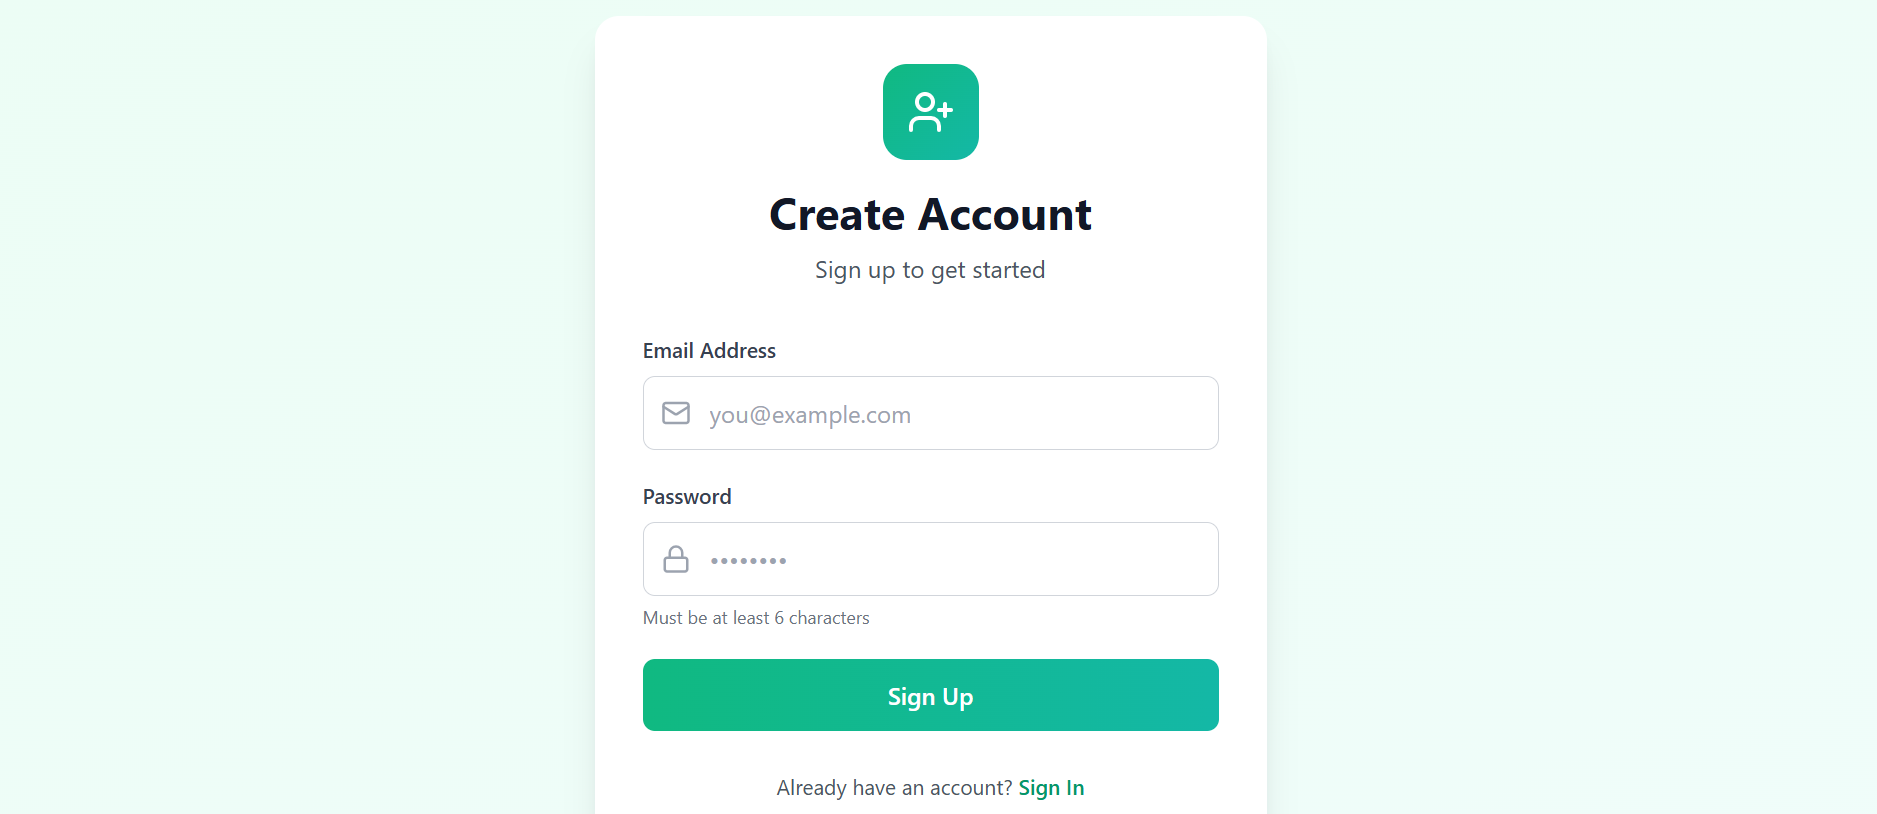 Create Account
Sign up to get started
Email Address
you@example.com
Password
••••••••
Must be at least 6 characters
Sign Up
Already have an account? Sign In